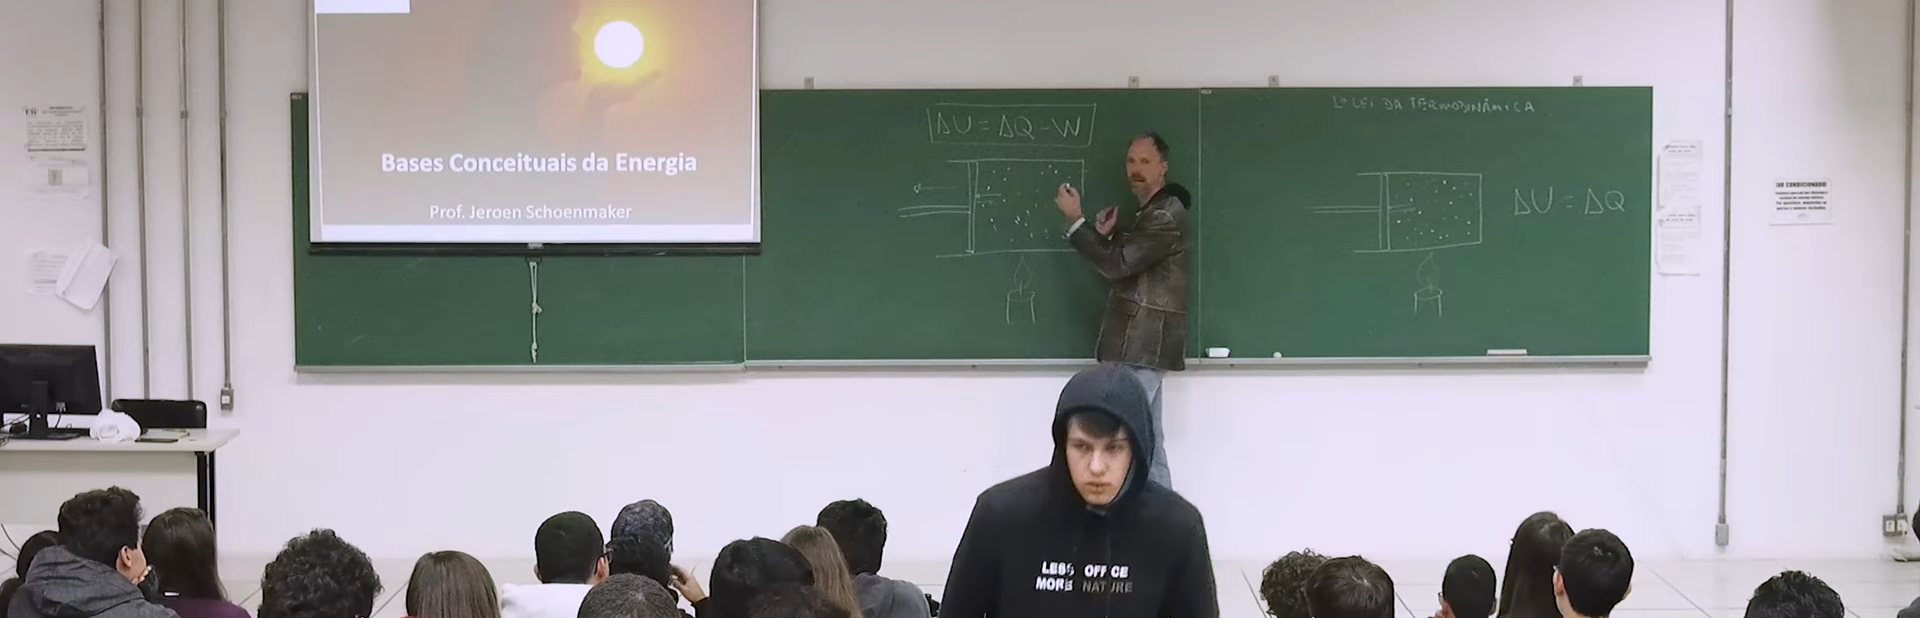 Bases Conceituais da Energia
Prof. Jeroen Schoenmaker
ΔU = ΔQ - W
1ª LEI DA TERMODINÂMICA
ΔU = ΔQ
¡AR CONDICIONADO!
LESS OFFICE
MORE NATURE